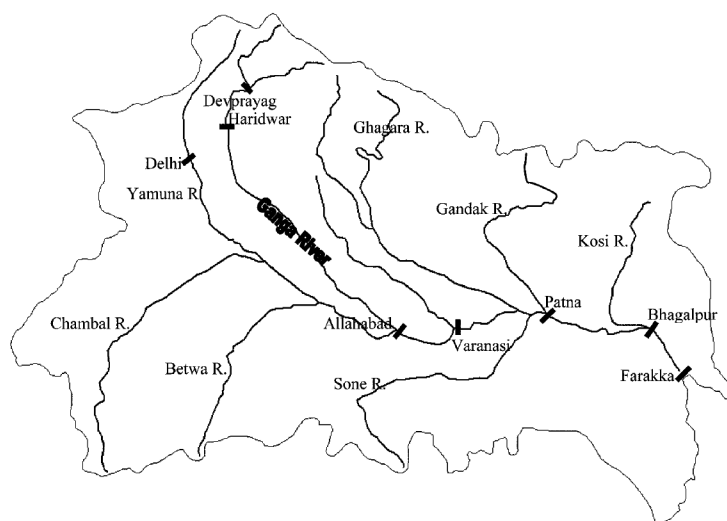 Devprayag
Haridwar
Ghagara R.
Delhi
Yamuna R.
Ganga River
Gandak R.
Kosi R.
Patna
Chambal R.
Allahabad
Bhagalpur
Varanasi
Betwa R.
Sone R.
Farakka